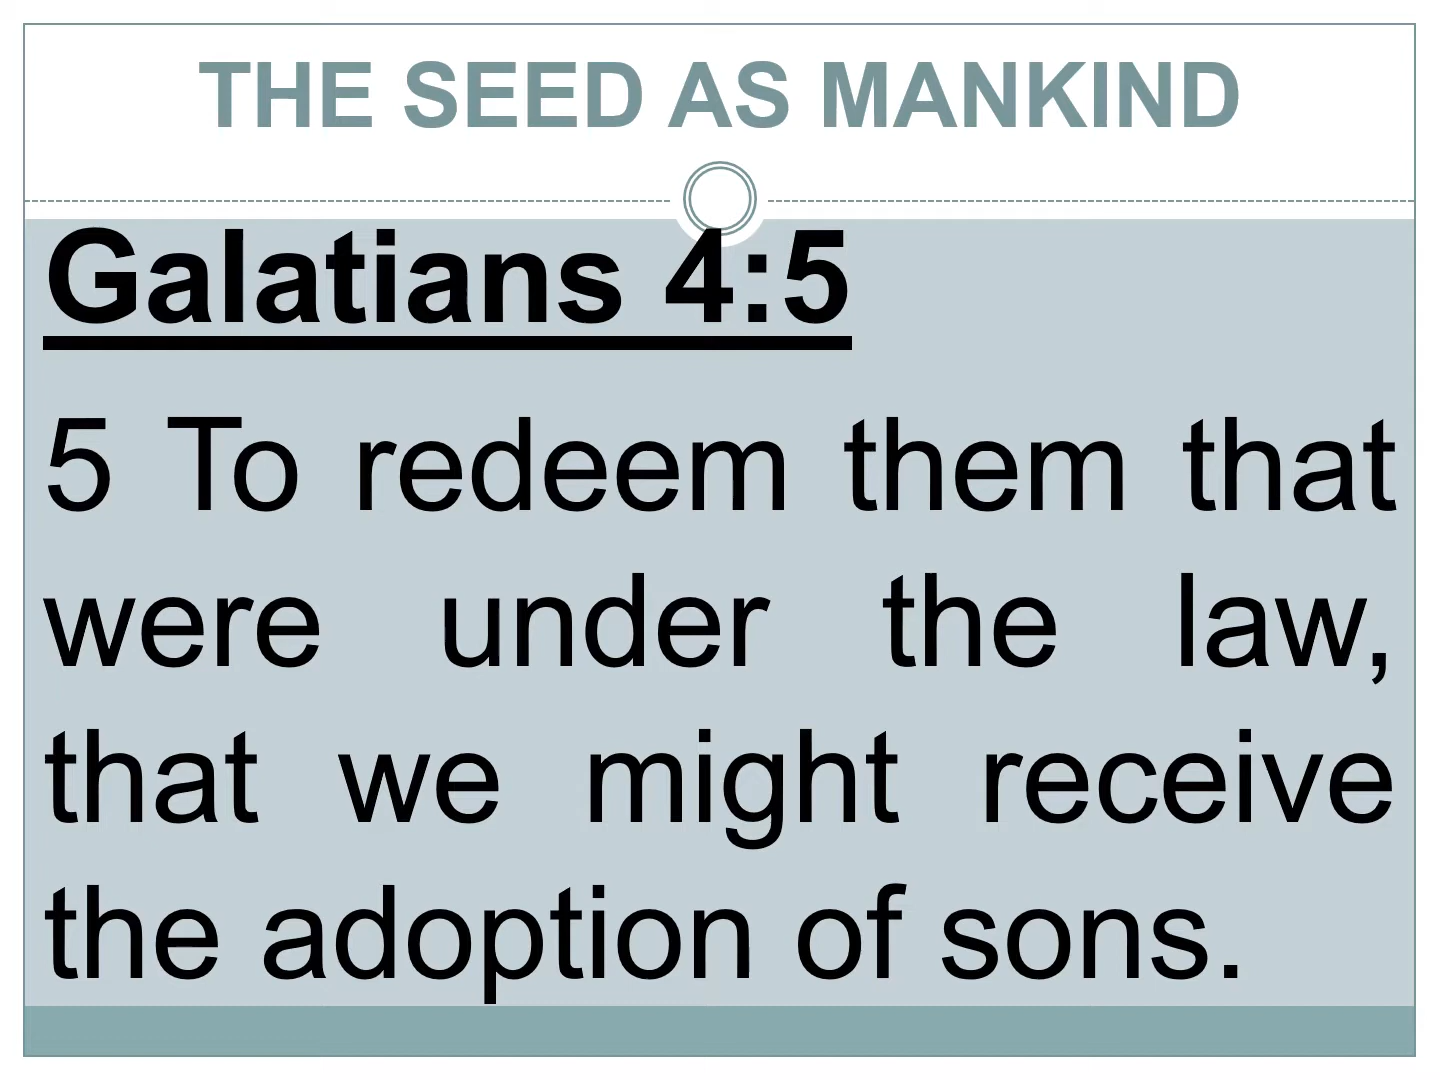 THE SEED AS MANKIND
Galatians 4:5
5 To redeem them that
were under the law,
that we might receive
the adoption of sons.